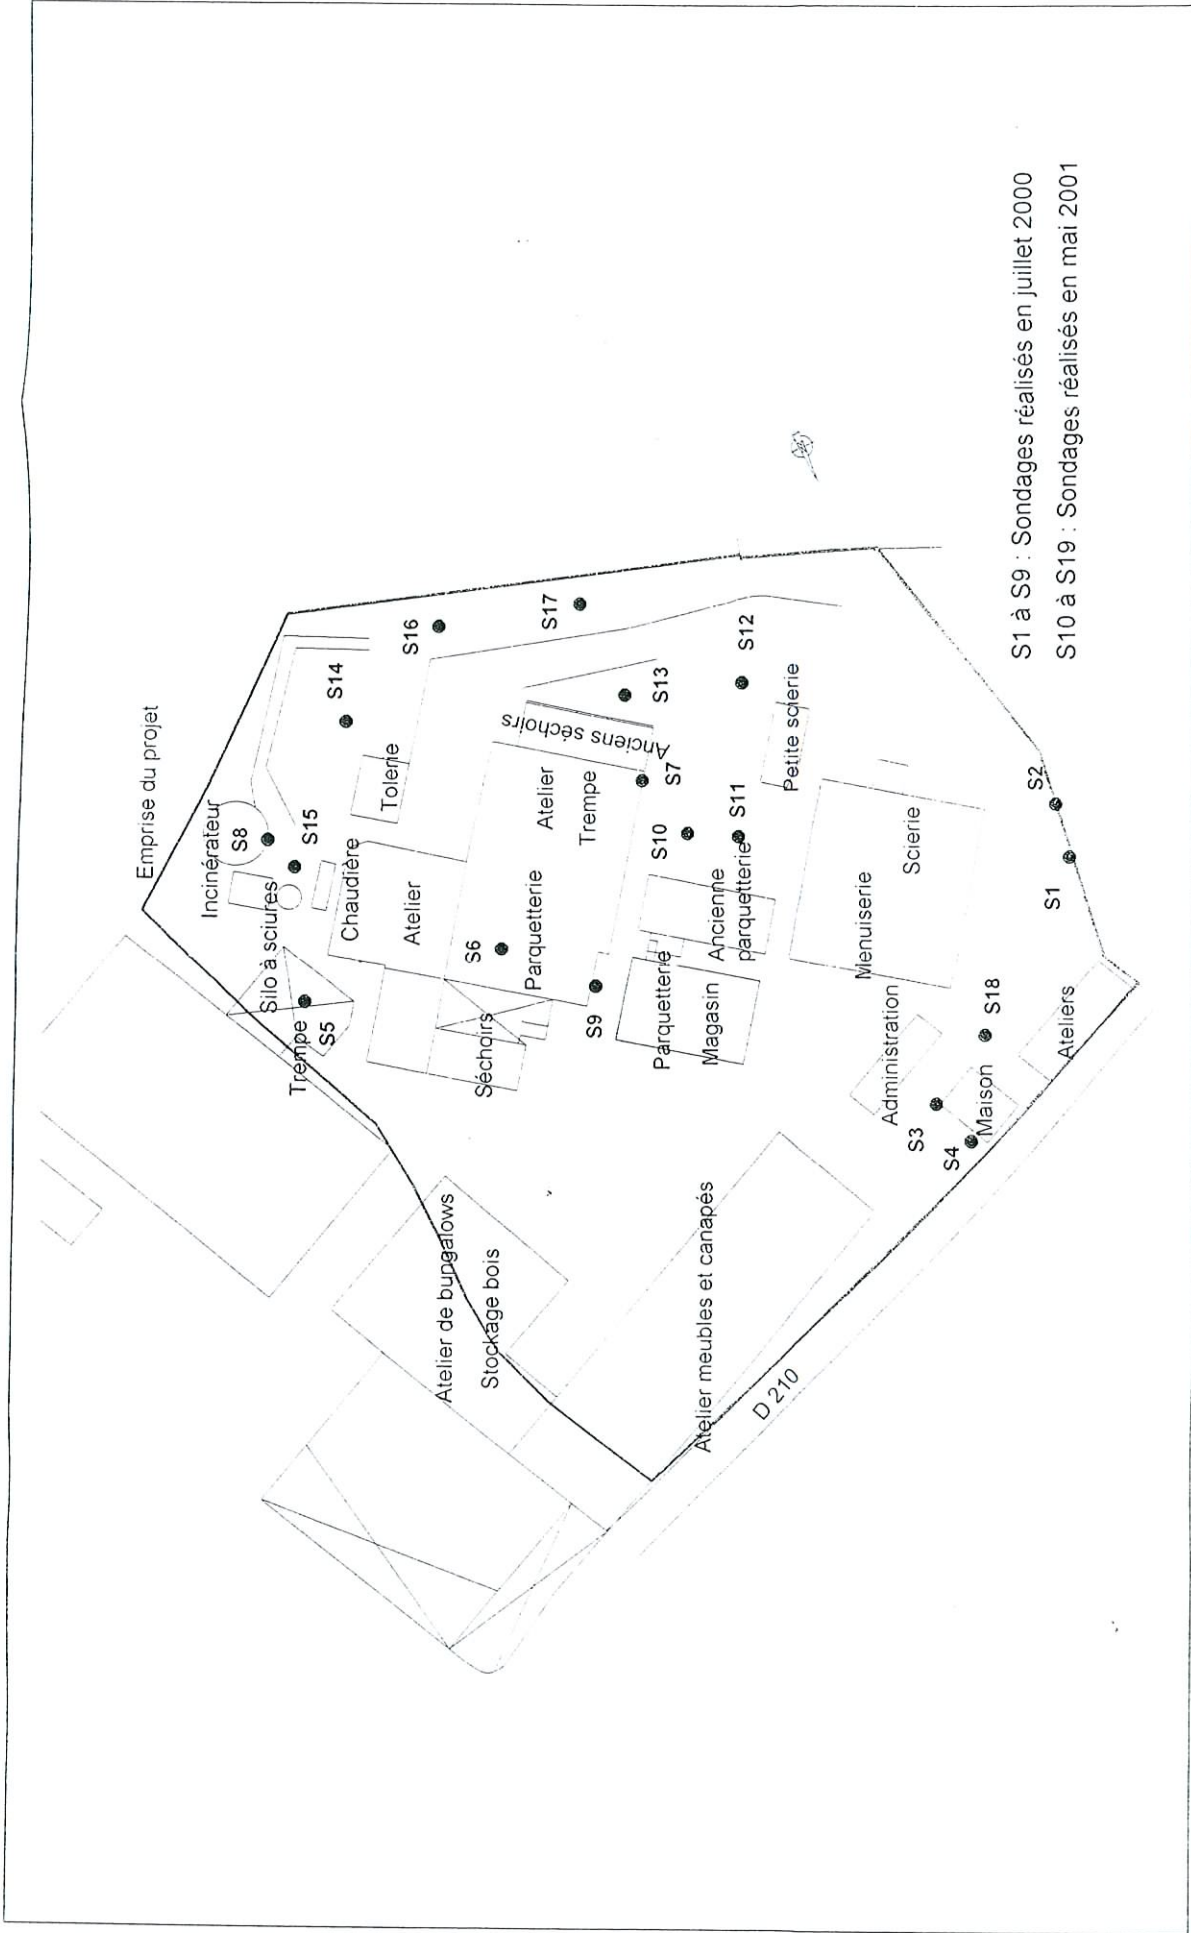 Emprise du projet
Incinérateur
S8
S15
Silo à sciures
Trempe
S5
S14
S16
S17
Tolerie
Chaudière
Atelier
S6
Parquetterie
Atelier
Trempe
Anciens séchoirs
S13
S12
S7
S10
S11
Petite scierie
Séchoirs
S9
Parquetterie
Magasin
Ancienne
parquetterie
Menuiserie
Scierie
S2
S1
Administration
S18
Maison
S3
S4
Ateliers
Atelier de bungalows
Stockage bois
Atelier meubles et canapés
D 210
S1 à S9 : Sondages réalisés en juillet 2000
S10 à S19 : Sondages réalisés en mai 2001